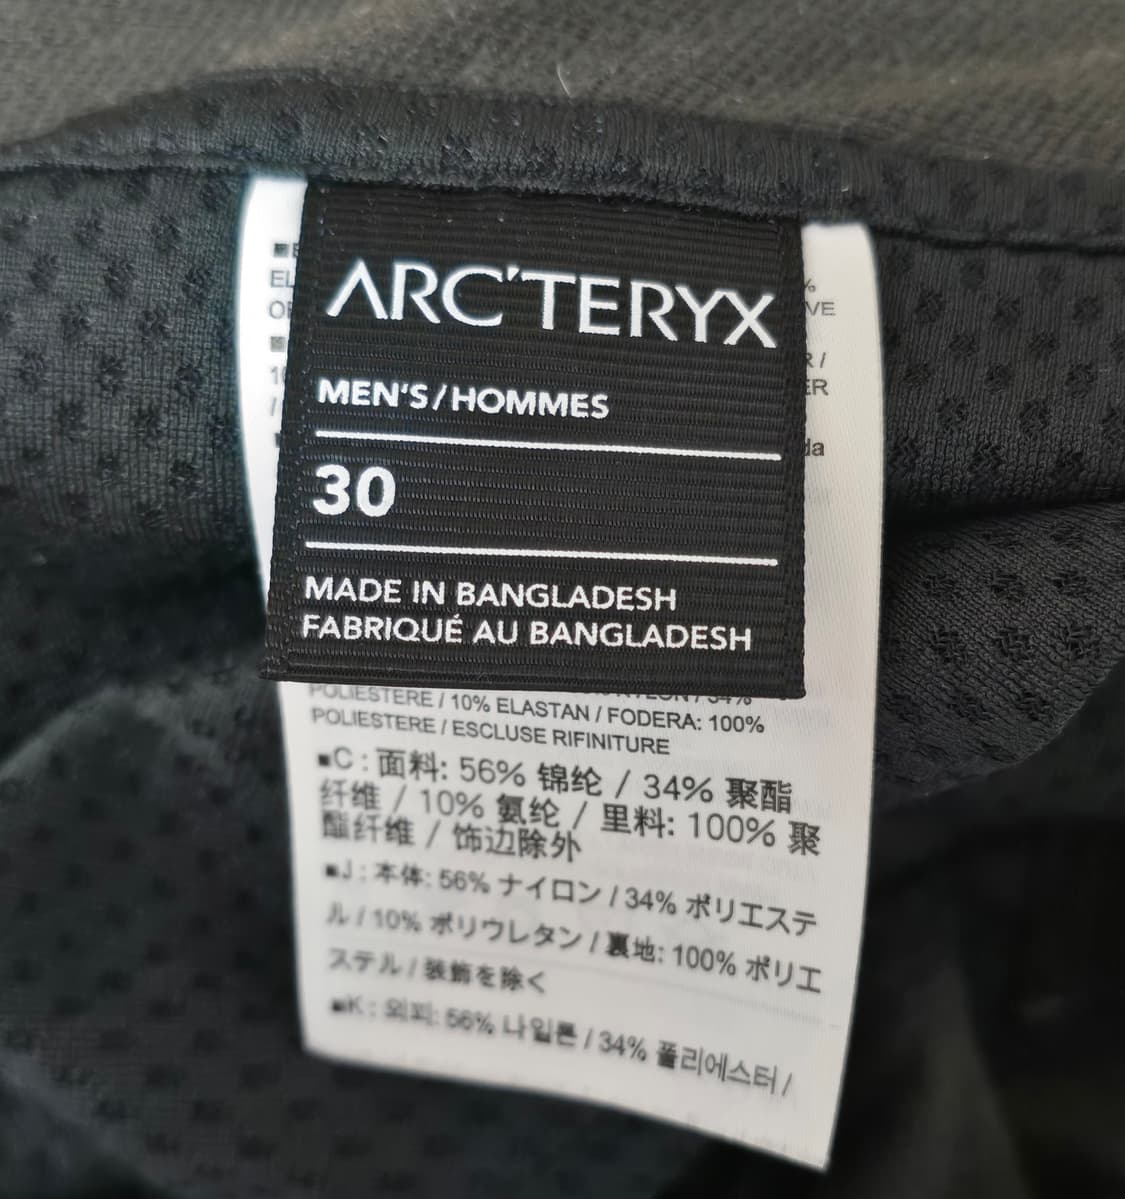 ARC'TERYX
MEN'S/HOMMES
30
MADE IN BANGLADESH
FABRIQUÉ AU BANGLADESH
NYLON / 34%
POLIESTERE / 10% ELASTAN / FODERA: 100%
POLIESTERE / ESCLUSE RIFINITURE
■C : 面料: 56% 锦纶 / 34% 聚酯
纤维 / 10% 氨纶 / 里料: 100% 聚
酯纤维 / 饰边除外
■J : 本体: 56% ナイロン / 34% ポリエステ
ル / 10% ポリウレタン / 裏地: 100% ポリエ
ステル / 装飾を除く
■K : 외피: 56% 나일론 / 34% 폴리에스터 /